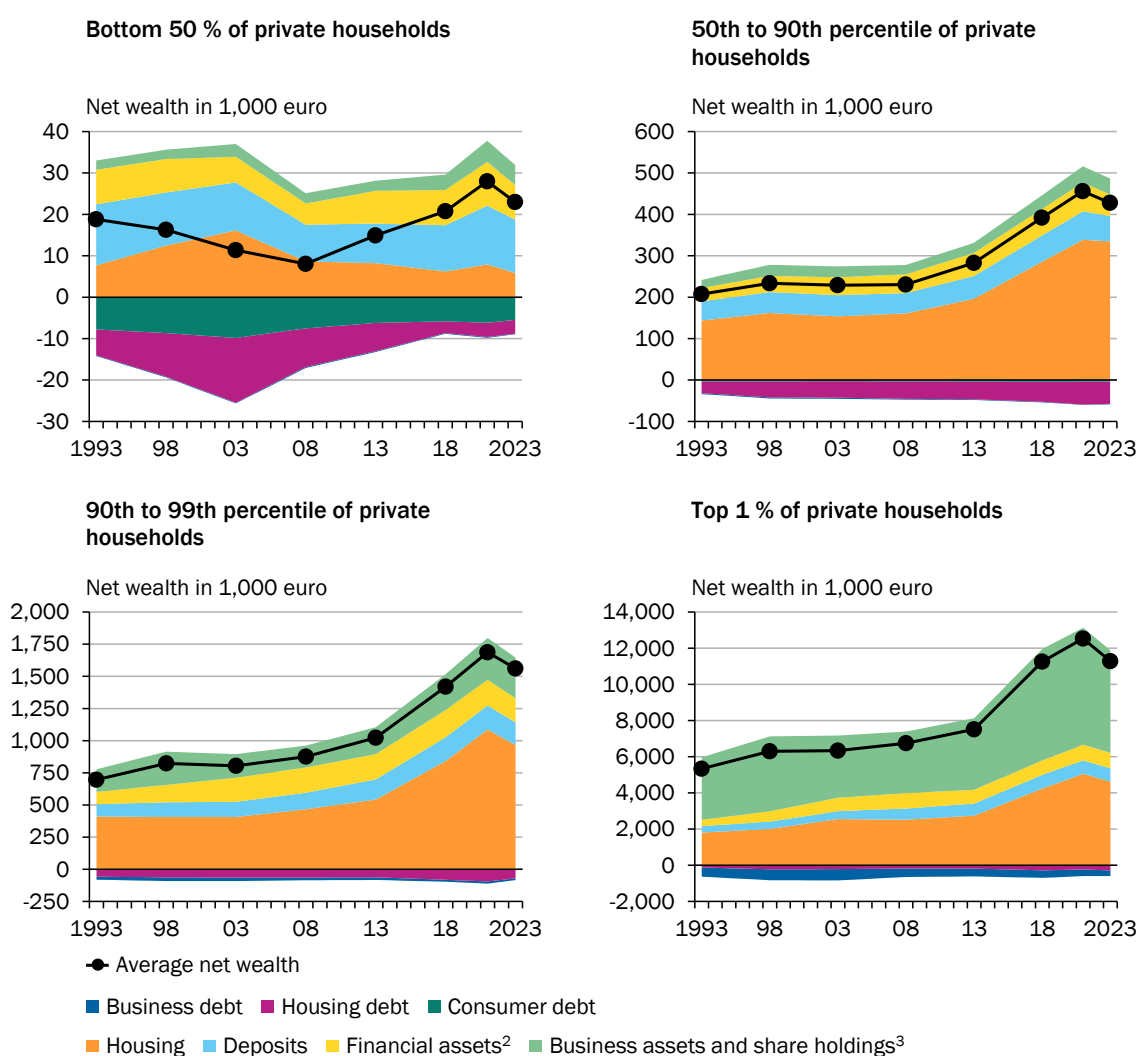 Bottom 50 % of private households
Net wealth in 1,000 euro
40
30
20
10
0
-10
-20
-30
1993 98 03 08 13 18 2023
50th to 90th percentile of private
households
Net wealth in 1,000 euro
600
500
400
300
200
100
0
-100
1993 98 03 08 13 18 2023
90th to 99th percentile of private
households
Net wealth in 1,000 euro
2,000
1,750
1,500
1,250
1,000
750
500
250
0
-250
1993 98 03 08 13 18 2023
Top 1 % of private households
Net wealth in 1,000 euro
14,000
12,000
10,000
8,000
6,000
4,000
2,000
0
-2,000
1993 98 03 08 13 18 2023
Average net wealth
Business debt Housing debt Consumer debt
Housing Deposits Financial assets² Business assets and share holdings³